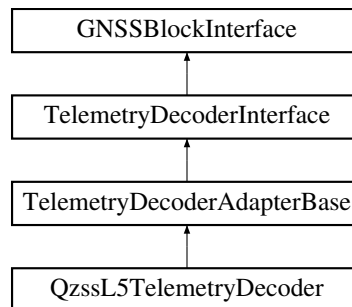 GNSSBlockInterface
TelemetryDecoderInterface
TelemetryDecoderAdapterBase
QzssL5TelemetryDecoder